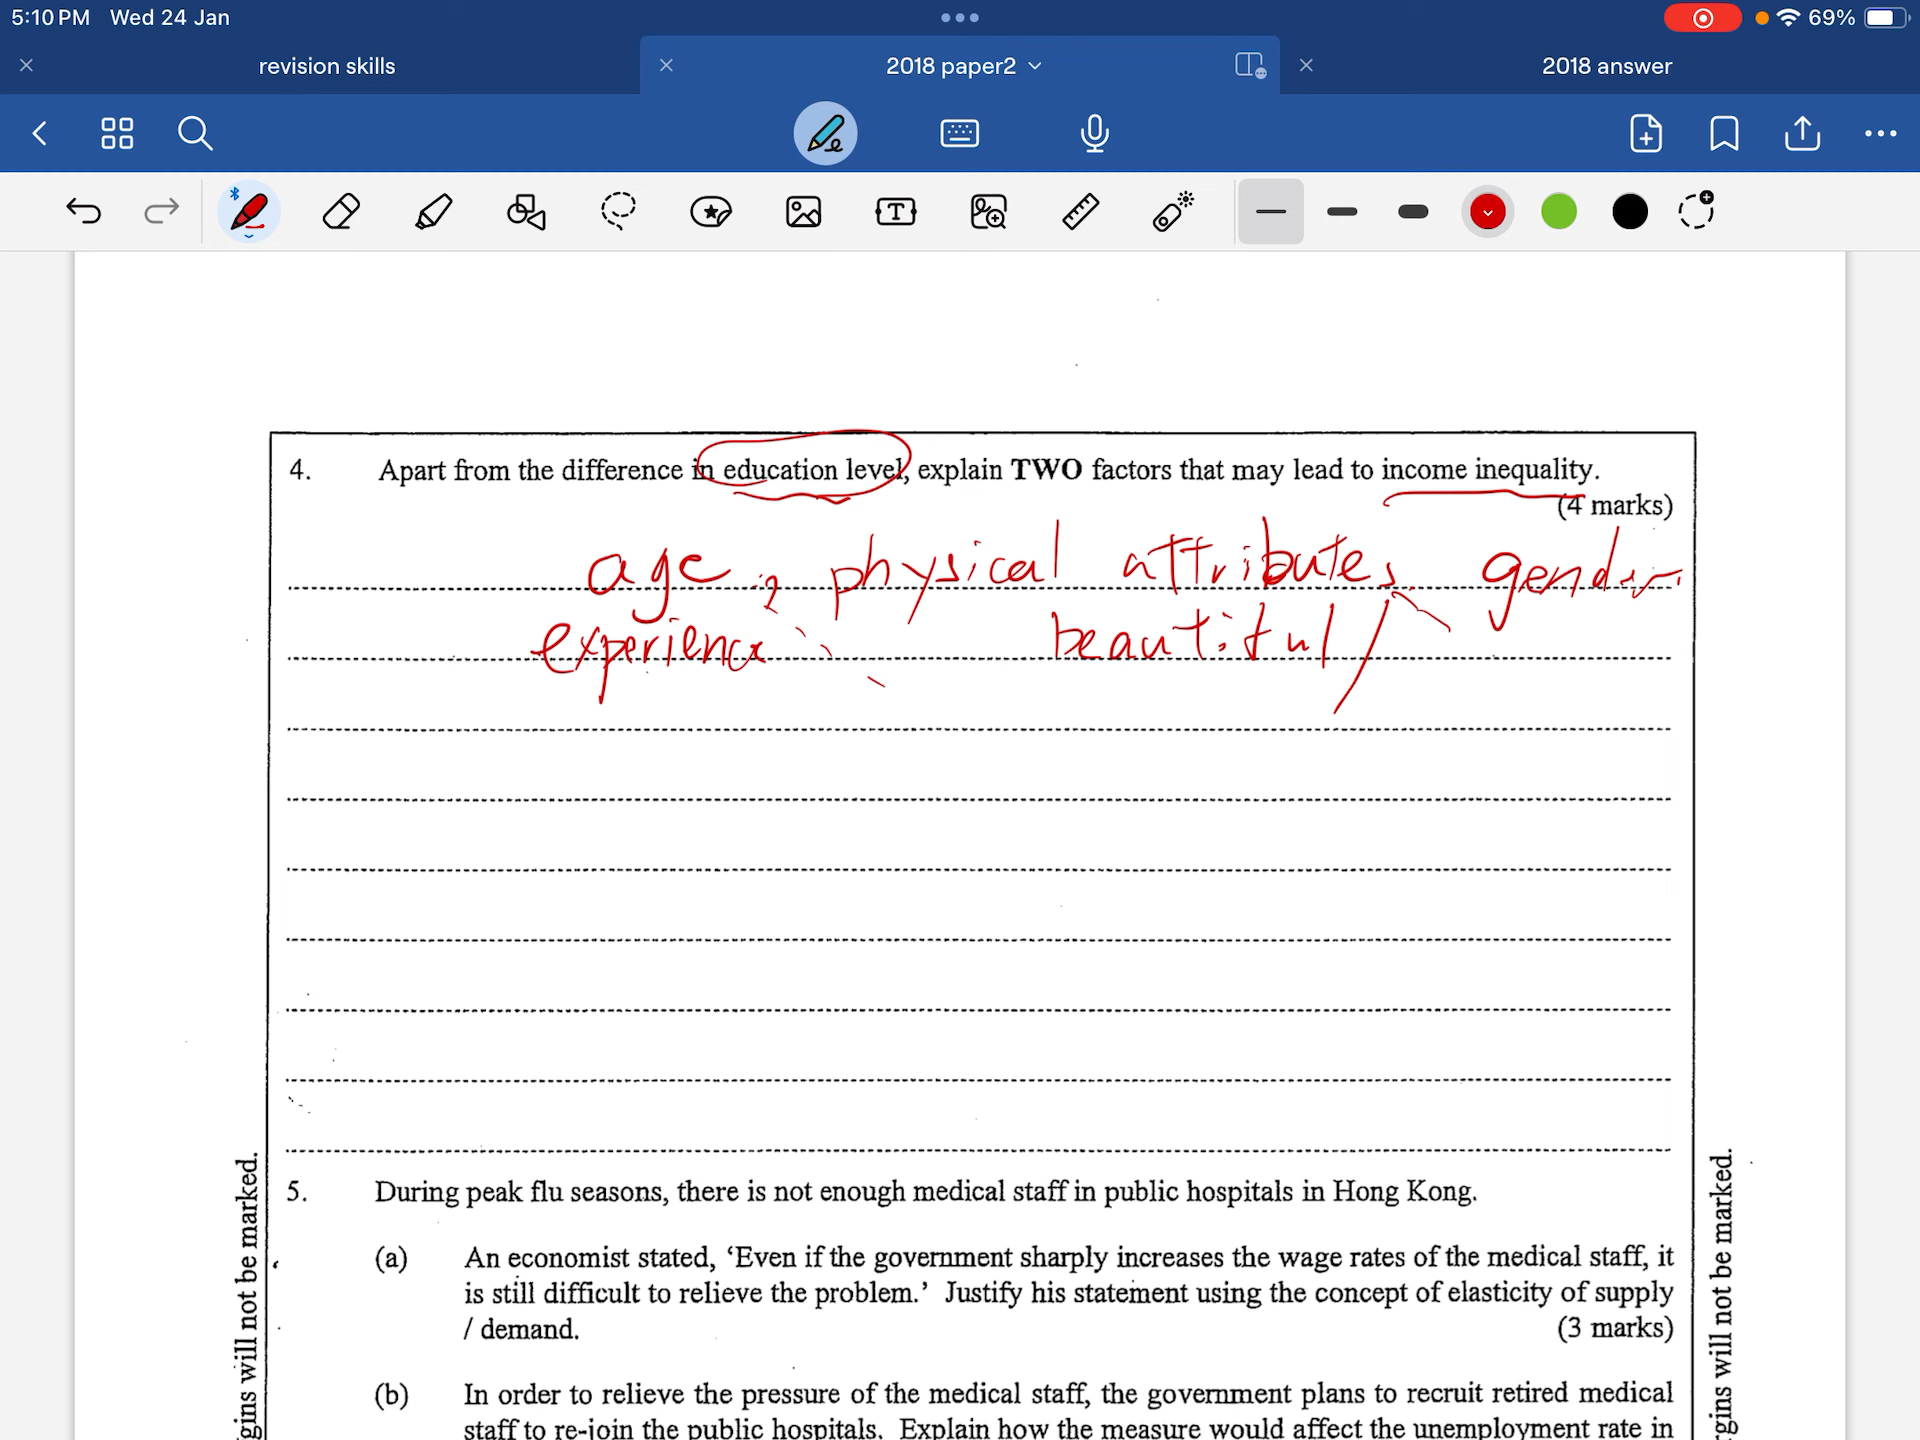 5:10 PM Wed 24 Jan
69%
revision skills
2018 paper2
2018 answer
4. Apart from the difference in education level, explain TWO factors that may lead to income inequality.
(4 marks)
age, physical attributes gender
experience beautiful
5. During peak flu seasons, there is not enough medical staff in public hospitals in Hong Kong.
(a) An economist stated, ‘Even if the government sharply increases the wage rates of the medical staff, it
is still difficult to relieve the problem.’ Justify his statement using the concept of elasticity of supply
/ demand. (3 marks)
(b) In order to relieve the pressure of the medical staff, the government plans to recruit retired medical
staff to re-join the public hospitals. Explain how the measure would affect the unemployment rate in
gins will not be marked.
rgins will not be marked.